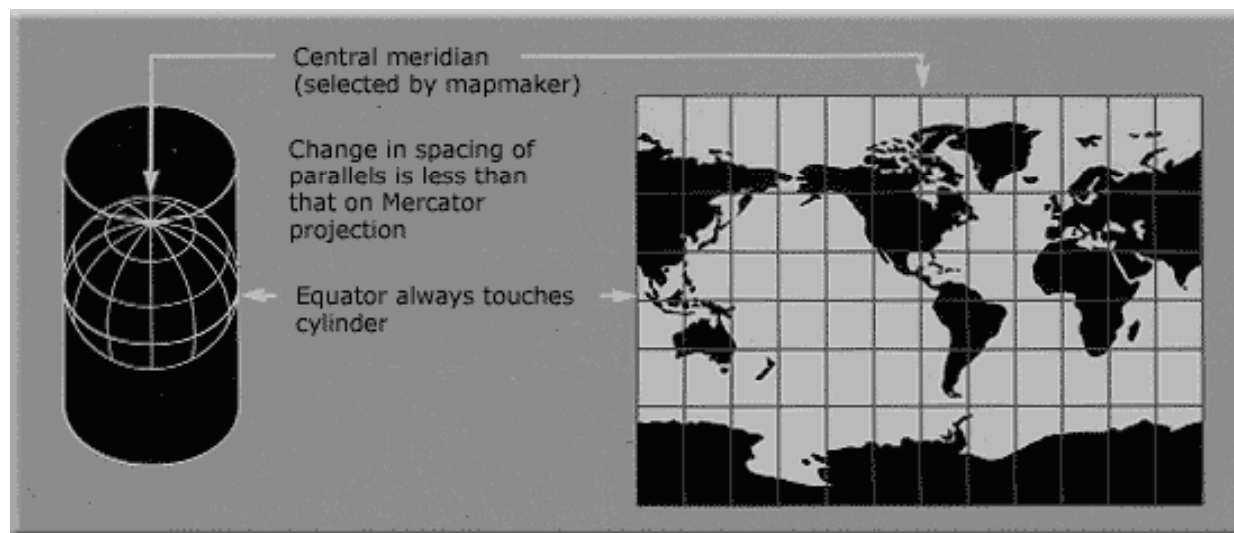 Central meridian
(selected by mapmaker)
Change in spacing of
parallels is less than
that on Mercator
projection
Equator always touches
cylinder